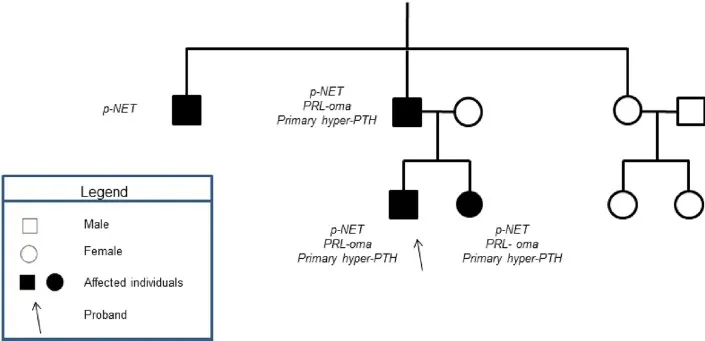 p-NET
p-NET
PRL-oma
Primary hyper-PTH
p-NET
PRL-oma
Primary hyper-PTH
p-NET
PRL- oma
Primary hyper-PTH
Legend
Male
Female
Affected individuals
Proband